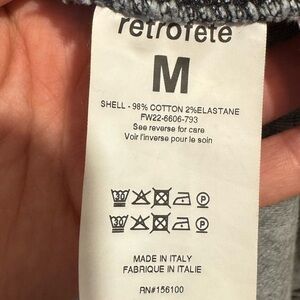 retrofete
M
SHELL - 98% COTTON 2%ELASTANE
FW22-6606-793
See reverse for care
Voir l'inverse pour le soin
MADE IN ITALY
FABRIQUE IN ITALIE
RN#156100